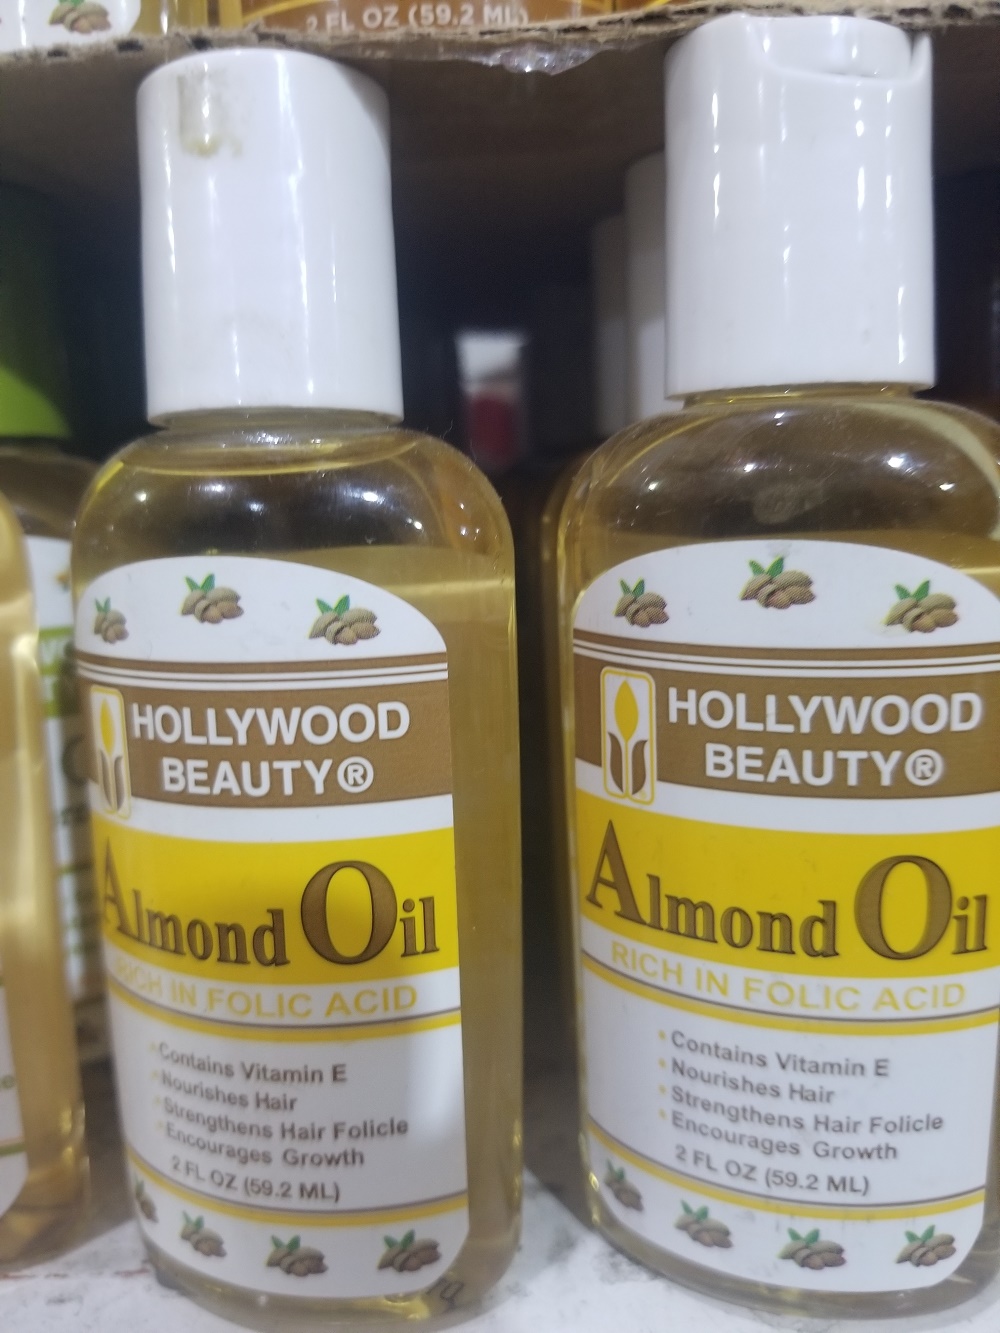 2 FL OZ (59.2 ML)
HOLLYWOOD
BEAUTY®
Almond Oil
RICH IN FOLIC ACID
•Contains Vitamin E
•Nourishes Hair
•Strengthens Hair Folicle
•Encourages Growth
2 FL OZ (59.2 ML)
HOLLYWOOD
BEAUTY®
Almond Oil
RICH IN FOLIC ACID
•Contains Vitamin E
•Nourishes Hair
•Strengthens Hair Folicle
•Encourages Growth
2 FL OZ (59.2 ML)